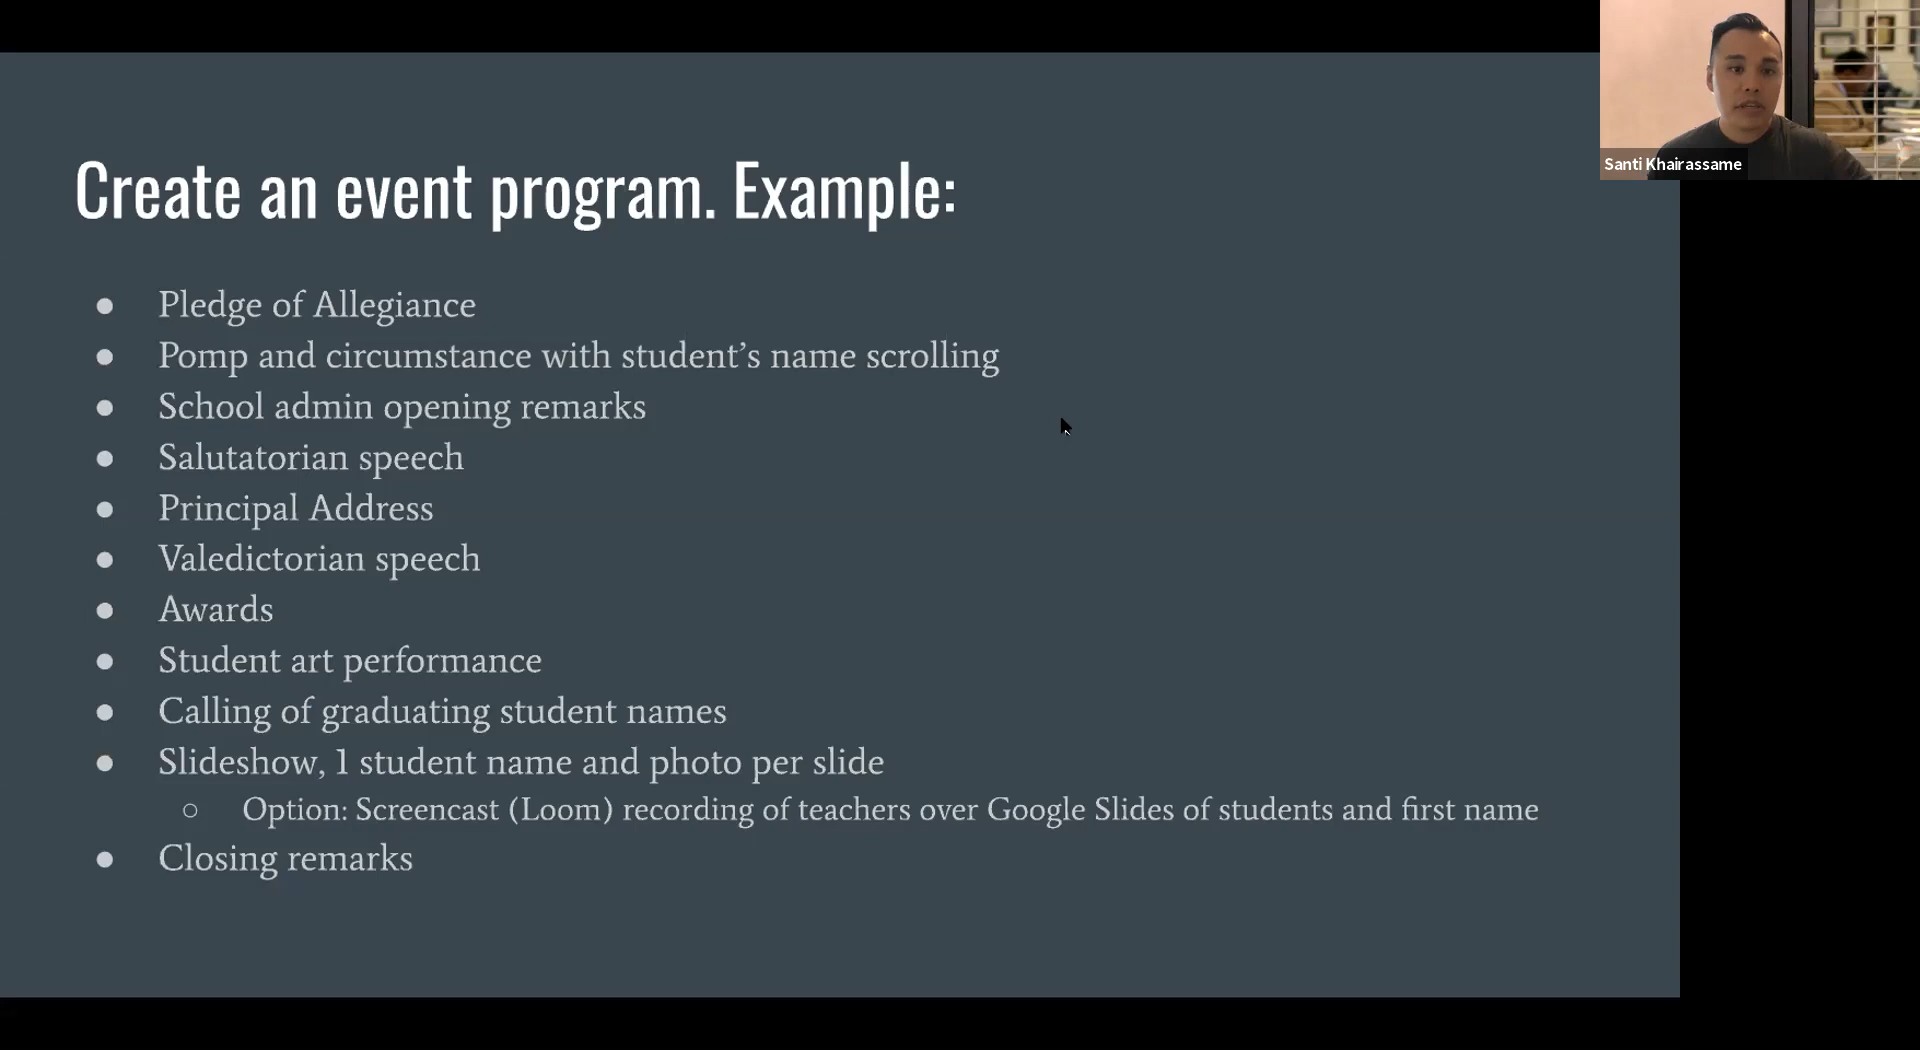 Create an event program. Example:
● Pledge of Allegiance
● Pomp and circumstance with student’s name scrolling
● School admin opening remarks
● Salutatorian speech
● Principal Address
● Valedictorian speech
● Awards
● Student art performance
● Calling of graduating student names
● Slideshow, 1 student name and photo per slide
○ Option: Screencast (Loom) recording of teachers over Google Slides of students and first name
● Closing remarks
Santi Khairassame